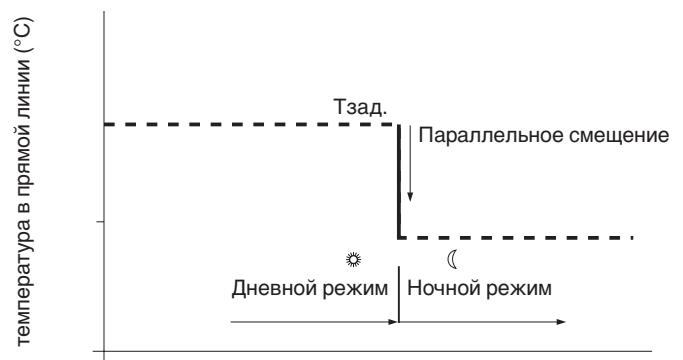 температура в прямой линии (°C)
Тзад.
Параллельное смещение
Дневной режим
Ночной режим